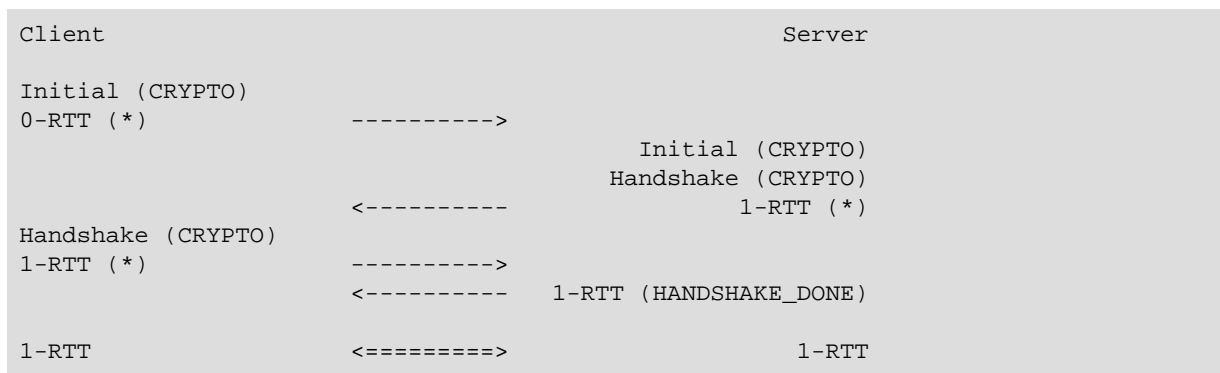 Client                                               Server

Initial (CRYPTO)
0-RTT (*)              ---------->
                                           Initial (CRYPTO)
                                         Handshake (CRYPTO)
                       <----------                1-RTT (*)
Handshake (CRYPTO)
1-RTT (*)              ---------->
                       <----------   1-RTT (HANDSHAKE_DONE)

1-RTT                  <=========>                    1-RTT